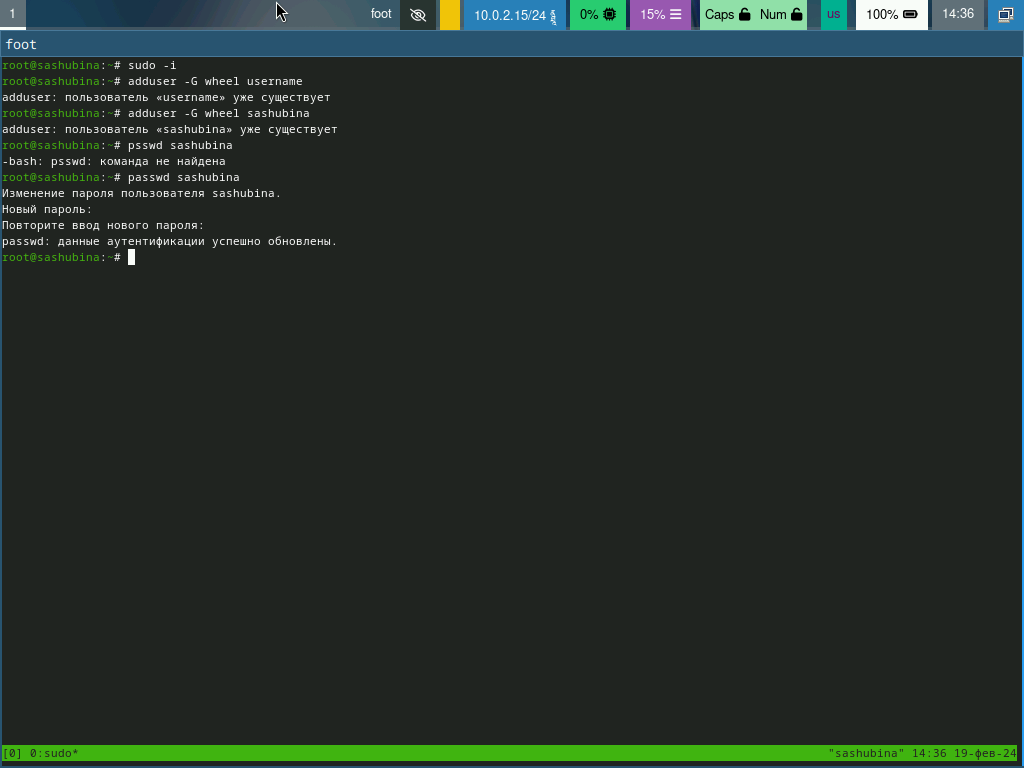 1 foot 10.0.2.15/24 0% 15% Caps Num us 100% 14:36
foot
root@sashubina:~# sudo -i
root@sashubina:~# adduser -G wheel username
adduser: пользователь «username» уже существует
root@sashubina:~# adduser -G wheel sashubina
adduser: пользователь «sashubina» уже существует
root@sashubina:~# psswd sashubina
-bash: psswd: команда не найдена
root@sashubina:~# passwd sashubina
Изменение пароля пользователя sashubina.
Новый пароль:
Повторите ввод нового пароля:
passwd: данные аутентификации успешно обновлены.
root@sashubina:~#
[0] 0:sudo* "sashubina" 14:36 19-фев-24